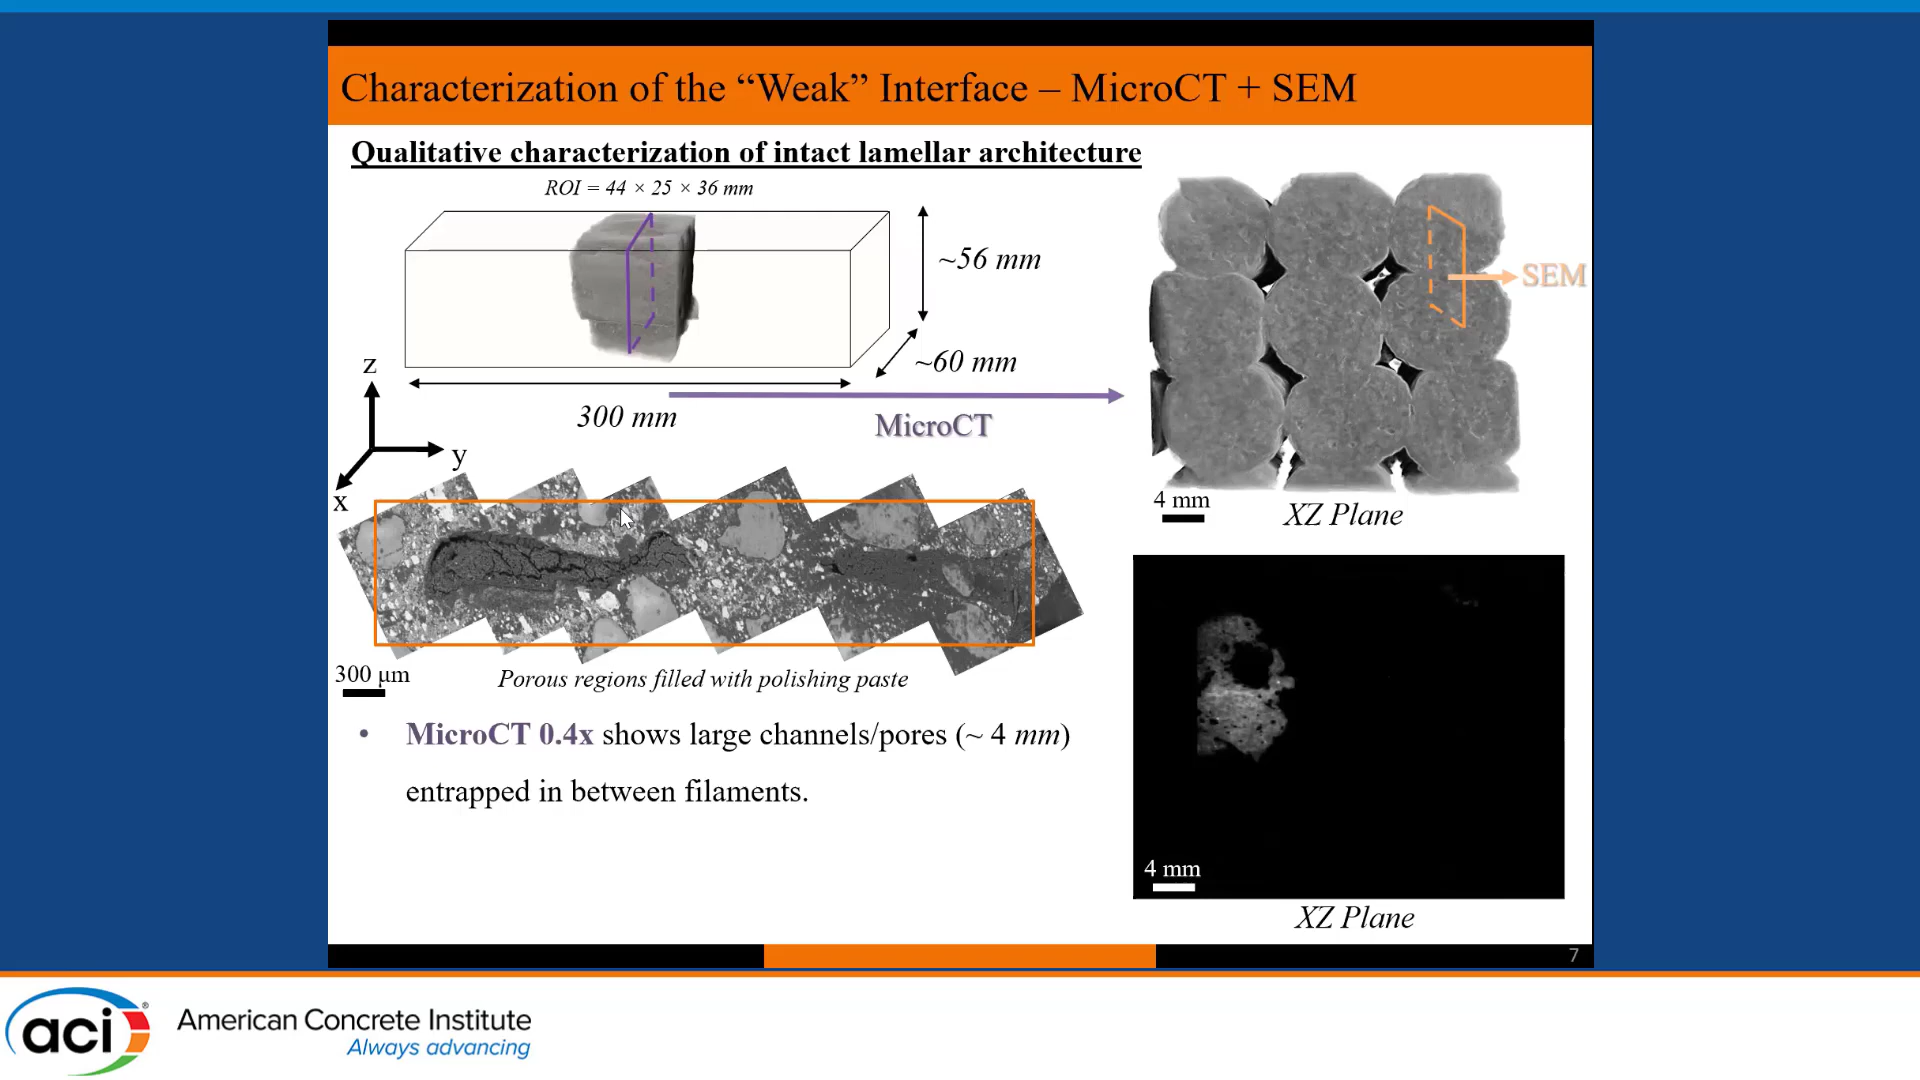 Characterization of the “Weak” Interface – MicroCT + SEM
Qualitative characterization of intact lamellar architecture
ROI = 44 × 25 × 36 mm
~56 mm
~60 mm
300 mm
MicroCT
z
y
x
SEM
4 mm
XZ Plane
300 μm
Porous regions filled with polishing paste
• MicroCT 0.4x shows large channels/pores (~ 4 mm)
entrapped in between filaments.
4 mm
XZ Plane
7
aci®
American Concrete Institute
Always advancing